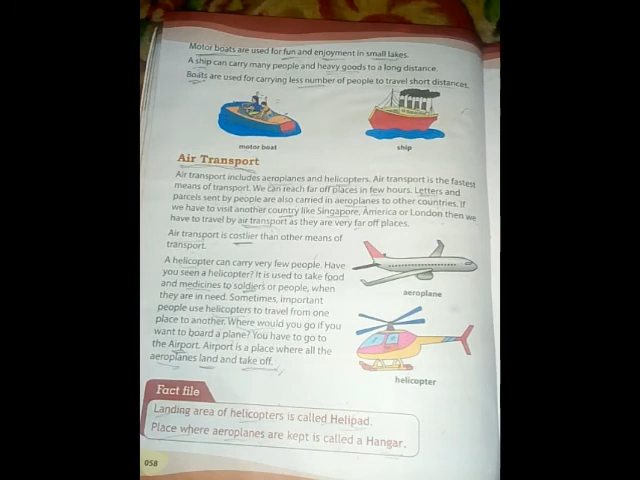 Motor boats are used for fun and enjoyment in small lakes.
A ship can carry many people and heavy goods to a long distance.
Boats are used for carrying less number of people to travel short distances.
motor boat
ship
Air Transport
Air transport includes aeroplanes and helicopters. Air transport is the fastest
means of transport. We can reach far off places in few hours. Letters and
parcels sent by people are also carried in aeroplanes to other countries. If
we have to visit another country like Singapore, America or London then we
have to travel by air transport as they are very far off places.
Air transport is costlier than other means of
transport.
A helicopter can carry very few people. Have
you seen a helicopter? It is used to take food
and medicines to soldiers or people, when
they are in need. Sometimes, important
people use helicopters to travel from one
place to another. Where would you go if you
want to board a plane? You have to go to
the Airport. Airport is a place where all the
aeroplanes land and take off.
aeroplane
helicopter
Fact file
Landing area of helicopters is called Helipad.
Place where aeroplanes are kept is called a Hangar.
058